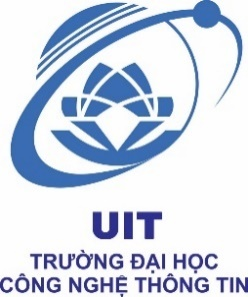 UIT
TRƯỜNG ĐẠI HỌC
CÔNG NGHỆ THÔNG TIN